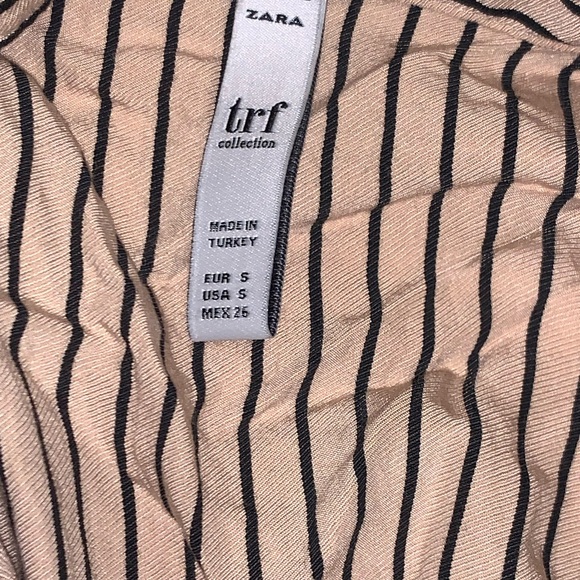 ZARA
trf
collection
MADE IN
TURKEY
EUR S
USA S
MEX 26